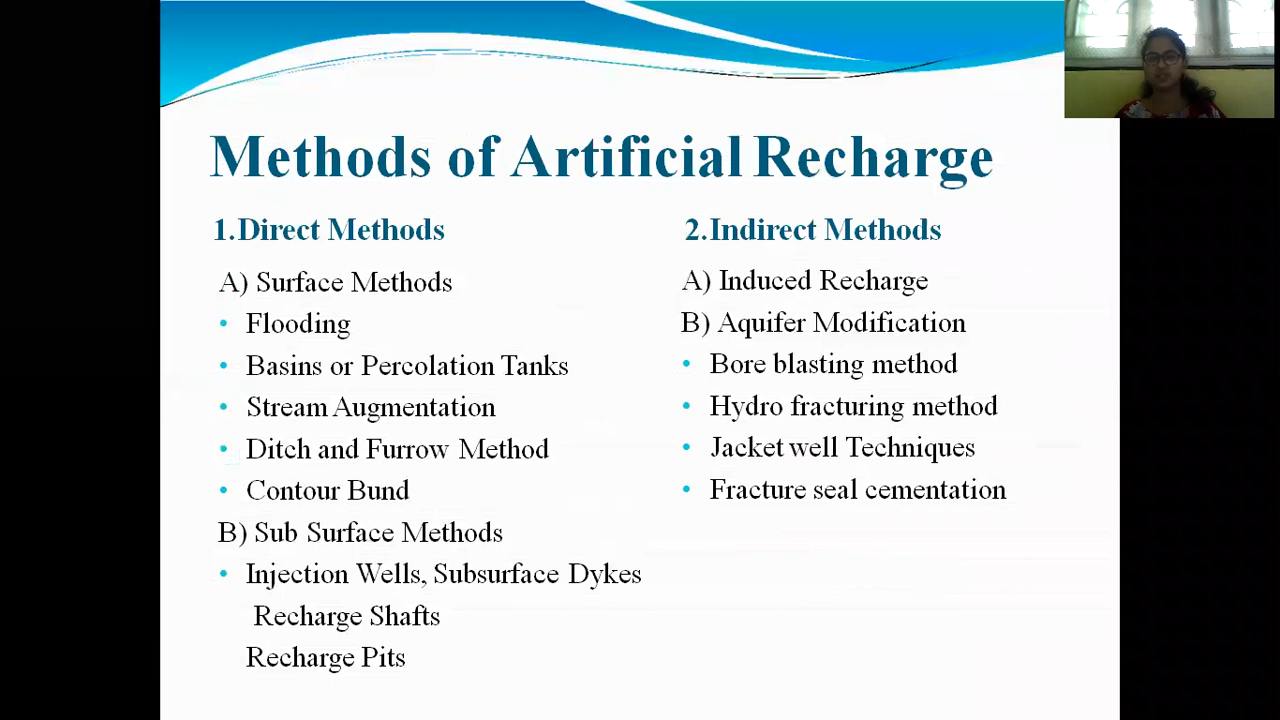 Methods of Artificial Recharge
1.Direct Methods
A) Surface Methods
• Flooding
• Basins or Percolation Tanks
• Stream Augmentation
• Ditch and Furrow Method
• Contour Bund
B) Sub Surface Methods
• Injection Wells, Subsurface Dykes
Recharge Shafts
Recharge Pits
2.Indirect Methods
A) Induced Recharge
B) Aquifer Modification
• Bore blasting method
• Hydro fracturing method
• Jacket well Techniques
• Fracture seal cementation